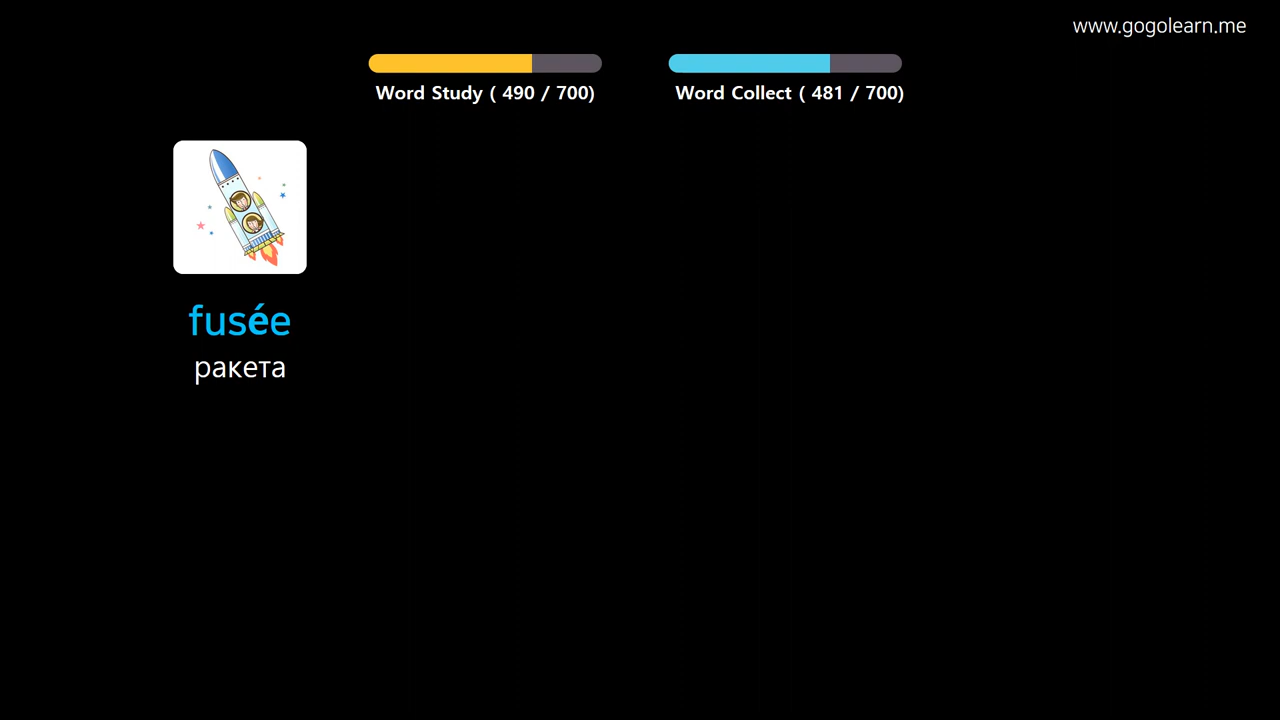 www.gogolearn.me
Word Study ( 490 / 700)
Word Collect ( 481 / 700)
fusée
ракета